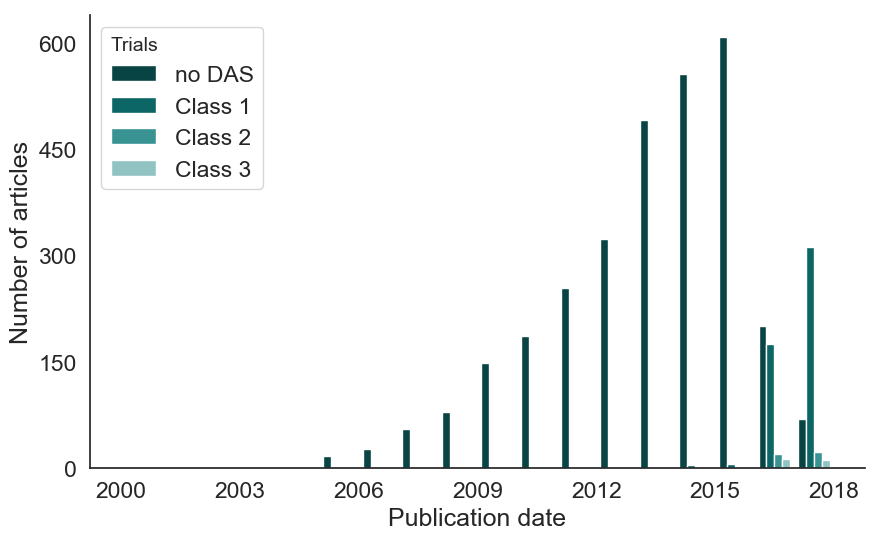 Trials
no DAS
Class 1
Class 2
Class 3
Number of articles
600
450
300
150
0
2000 2003 2006 2009 2012 2015 2018
Publication date